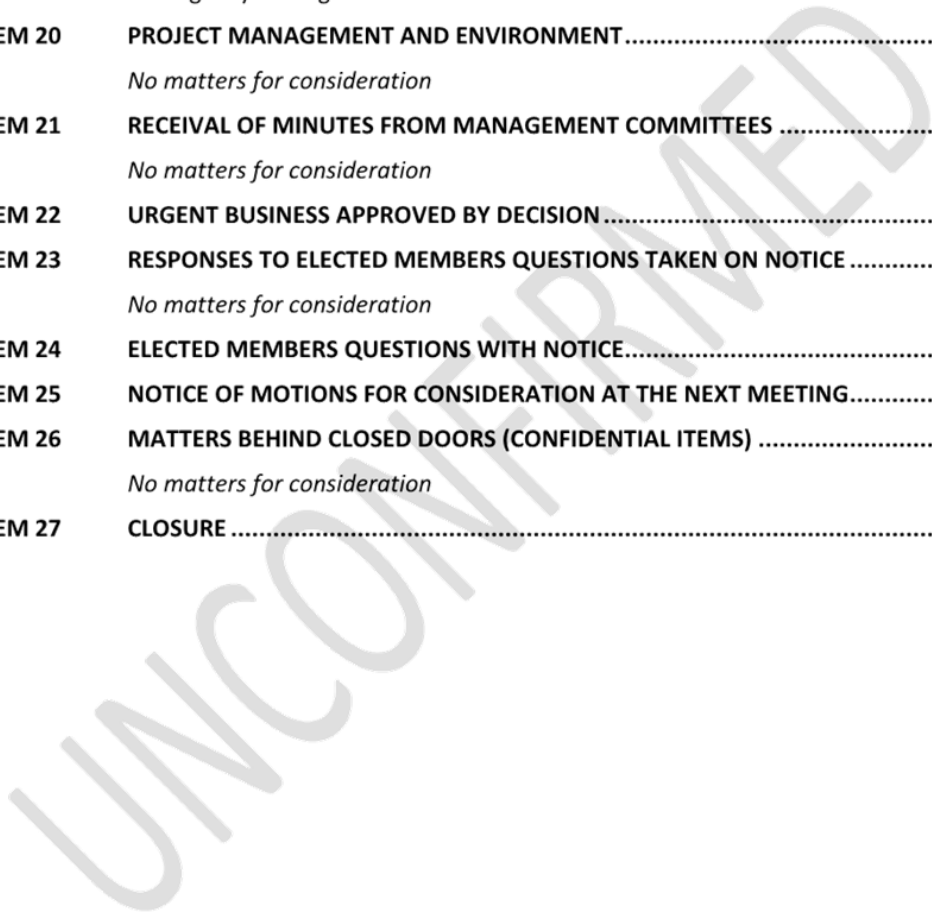 EM 20 PROJECT MANAGEMENT AND ENVIRONMENT................................................
No matters for consideration
EM 21 RECEIVAL OF MINUTES FROM MANAGEMENT COMMITTEES ........................
No matters for consideration
EM 22 URGENT BUSINESS APPROVED BY DECISION...................................................
EM 23 RESPONSES TO ELECTED MEMBERS QUESTIONS TAKEN ON NOTICE .............
No matters for consideration
EM 24 ELECTED MEMBERS QUESTIONS WITH NOTICE................................................
EM 25 NOTICE OF MOTIONS FOR CONSIDERATION AT THE NEXT MEETING.............
EM 26 MATTERS BEHIND CLOSED DOORS (CONFIDENTIAL ITEMS) ...........................
No matters for consideration
EM 27 CLOSURE .........................................................................................................
UNCONFIRMED